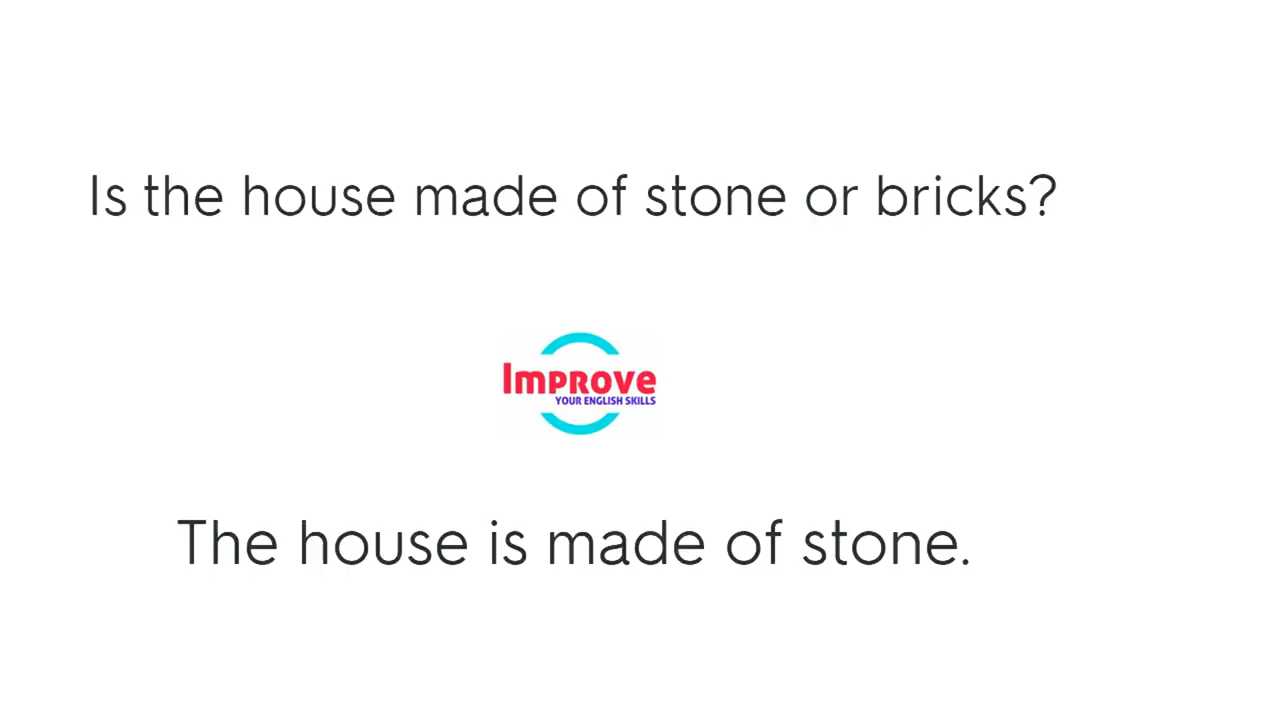 Is the house made of stone or bricks?
Improve
YOUR ENGLISH SKILLS
The house is made of stone.